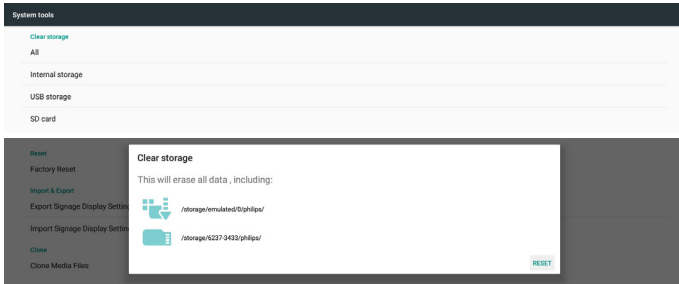 System tools
Clear storage
All
Internal storage
USB storage
SD card
Reset
Factory Reset
Import & Export
Export Signage Display Setting
Import Signage Display Setting
Clone
Clone Media Files
Clear storage
This will erase all data , including:
/storage/emulated/0/philips/
/storage/6237-3433/philips/
RESET